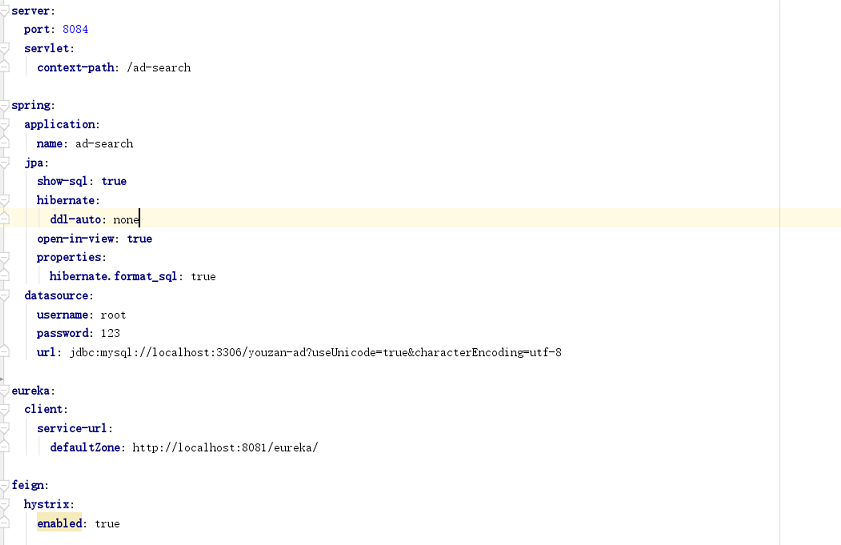 server:
  port: 8084
  servlet:
    context-path: /ad-search
spring:
  application:
    name: ad-search
  jpa:
    show-sql: true
    hibernate:
      ddl-auto: none
    open-in-view: true
    properties:
      hibernate.format_sql: true
  datasource:
    username: root
    password: 123
    url: jdbc:mysql://localhost:3306/youzan-ad?useUnicode=true&characterEncoding=utf-8
eureka:
  client:
    service-url:
      defaultZone: http://localhost:8081/eureka/
feign:
  hystrix:
    enabled: true